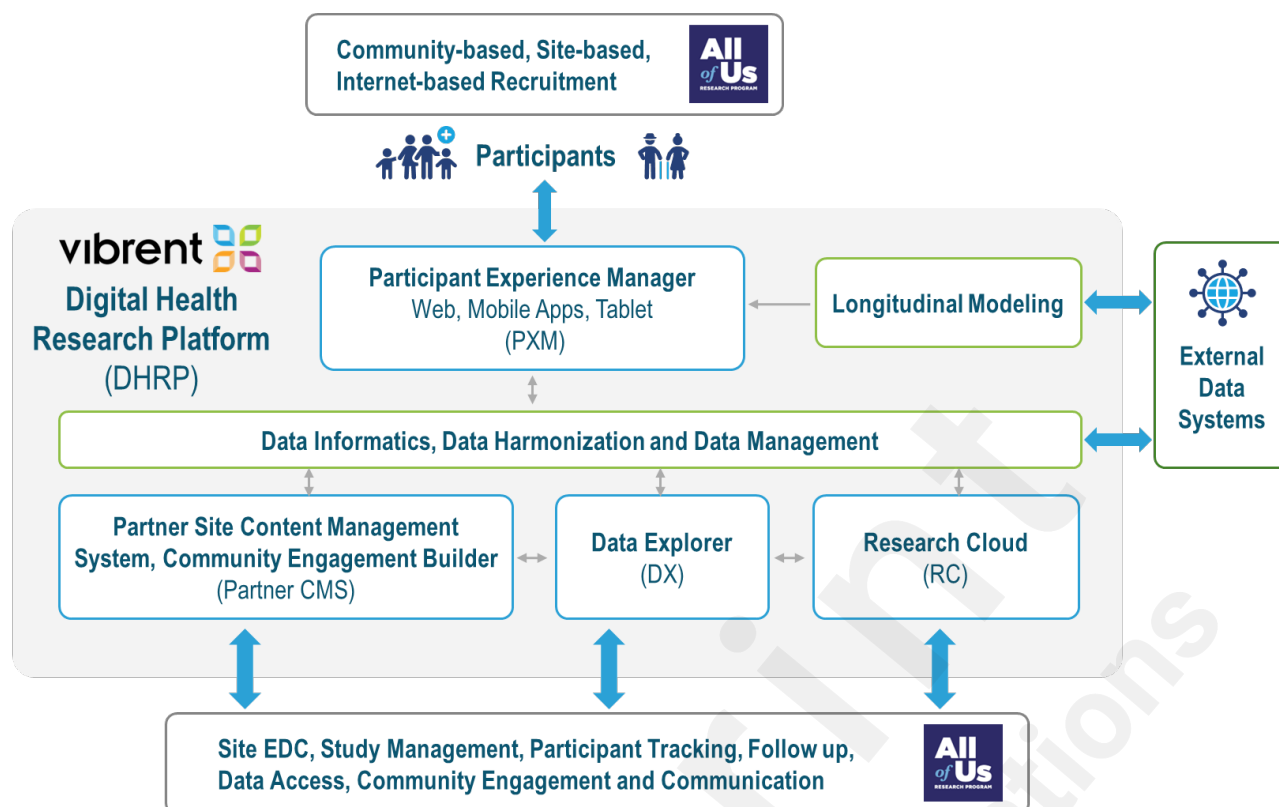 Community-based, Site-based,
Internet-based Recruitment
All
of Us
RESEARCH PROGRAM
Participants
vibrent
Digital Health
Research Platform
(DHRP)
Participant Experience Manager
Web, Mobile Apps, Tablet
(PXM)
Longitudinal Modeling
External
Data
Systems
Data Informatics, Data Harmonization and Data Management
Partner Site Content Management
System, Community Engagement Builder
(Partner CMS)
Data Explorer
(DX)
Research Cloud
(RC)
Site EDC, Study Management, Participant Tracking, Follow up,
Data Access, Community Engagement and Communication
All
of Us
RESEARCH PROGRAM